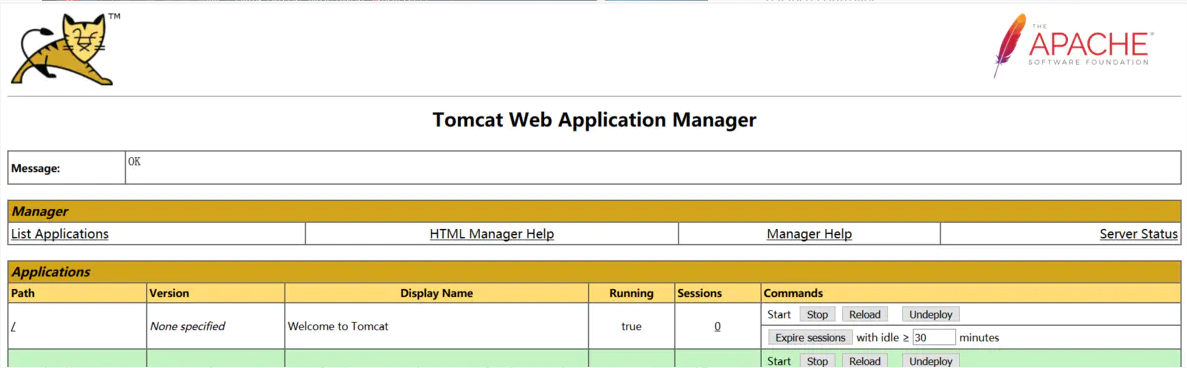 TM
THE
APACHE®
SOFTWARE FOUNDATION
Tomcat Web Application Manager
Message: OK
Manager
List Applications HTML Manager Help Manager Help Server Status
Applications
Path Version Display Name Running Sessions Commands
/ None specified Welcome to Tomcat true 0 Start Stop Reload Undeploy
Expire sessions with idle ≥ 30 minutes
Start Stop Reload Undeploy